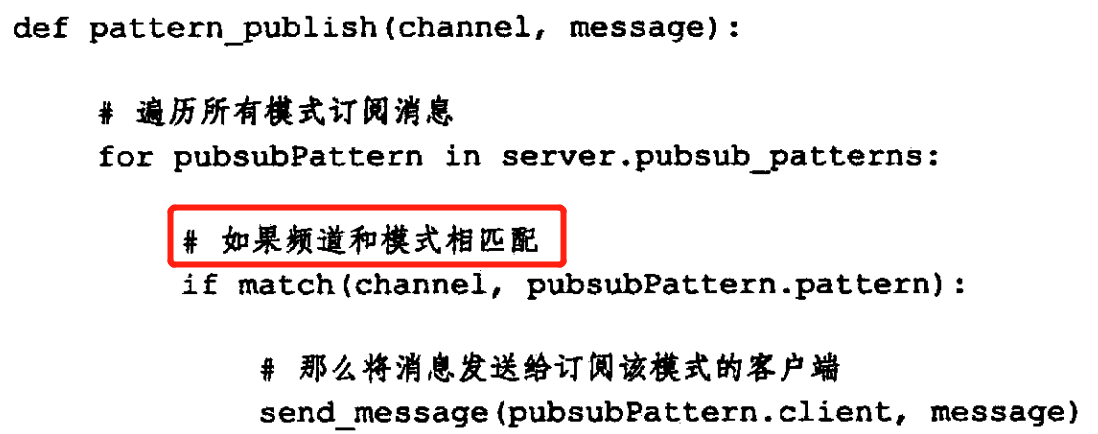 def pattern_publish(channel, message):
# 遍历所有模式订阅消息
for pubsubPattern in server.pubsub_patterns:
# 如果频道和模式相匹配
if match(channel, pubsubPattern.pattern):
# 那么将消息发送给订阅该模式的客户端
send_message(pubsubPattern.client, message)